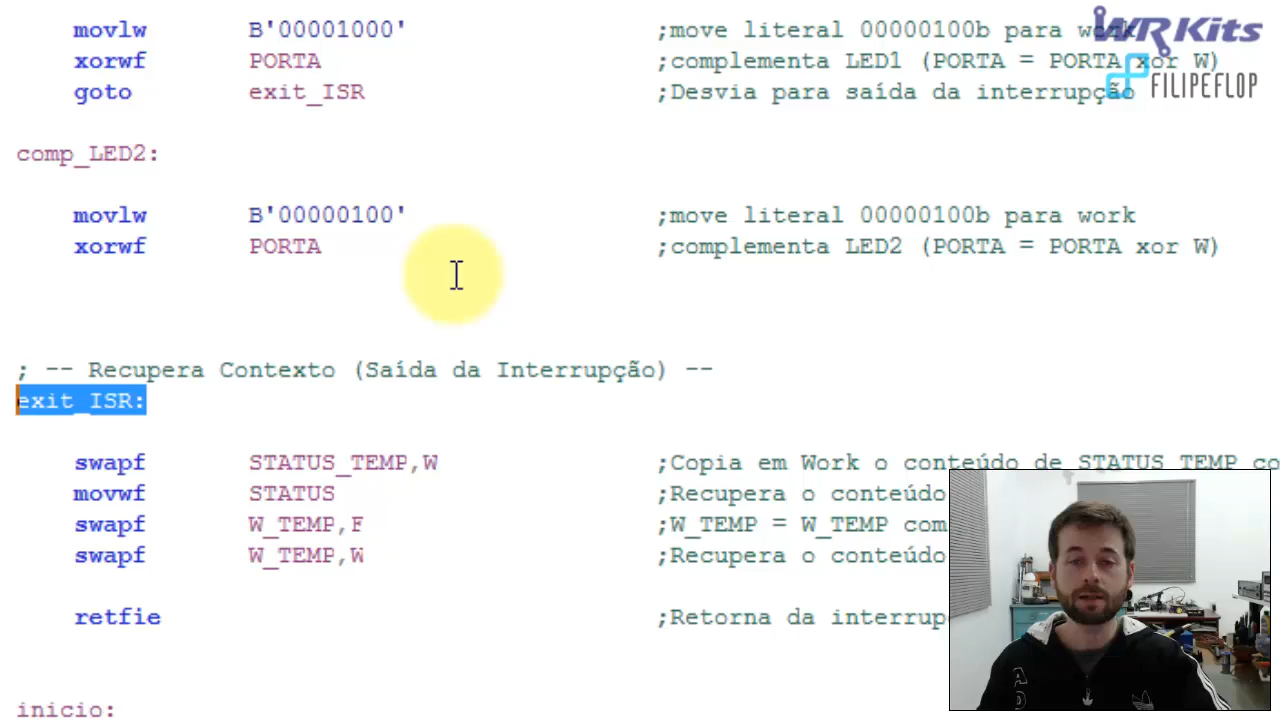 movlw B'00001000' ;move literal 00000100b para work
xorwf PORTA ;complementa LED1 (PORTA = PORTA xor W)
goto exit_ISR ;Desvia para saída da interrupção
WRKits
FILIPEFLOP
comp_LED2:
movlw B'00000100' ;move literal 00000100b para work
xorwf PORTA ;complementa LED2 (PORTA = PORTA xor W)
; -- Recupera Contexto (Saída da Interrupção) --
exit_ISR:
swapf STATUS_TEMP,W ;Copia em Work o conteúdo de STATUS_TEMP co
movwf STATUS ;Recupera o conteúdo
swapf W_TEMP,F ;W_TEMP = W_TEMP com
swapf W_TEMP,W ;Recupera o conteúdo
retfie ;Retorna da interrup
inicio: